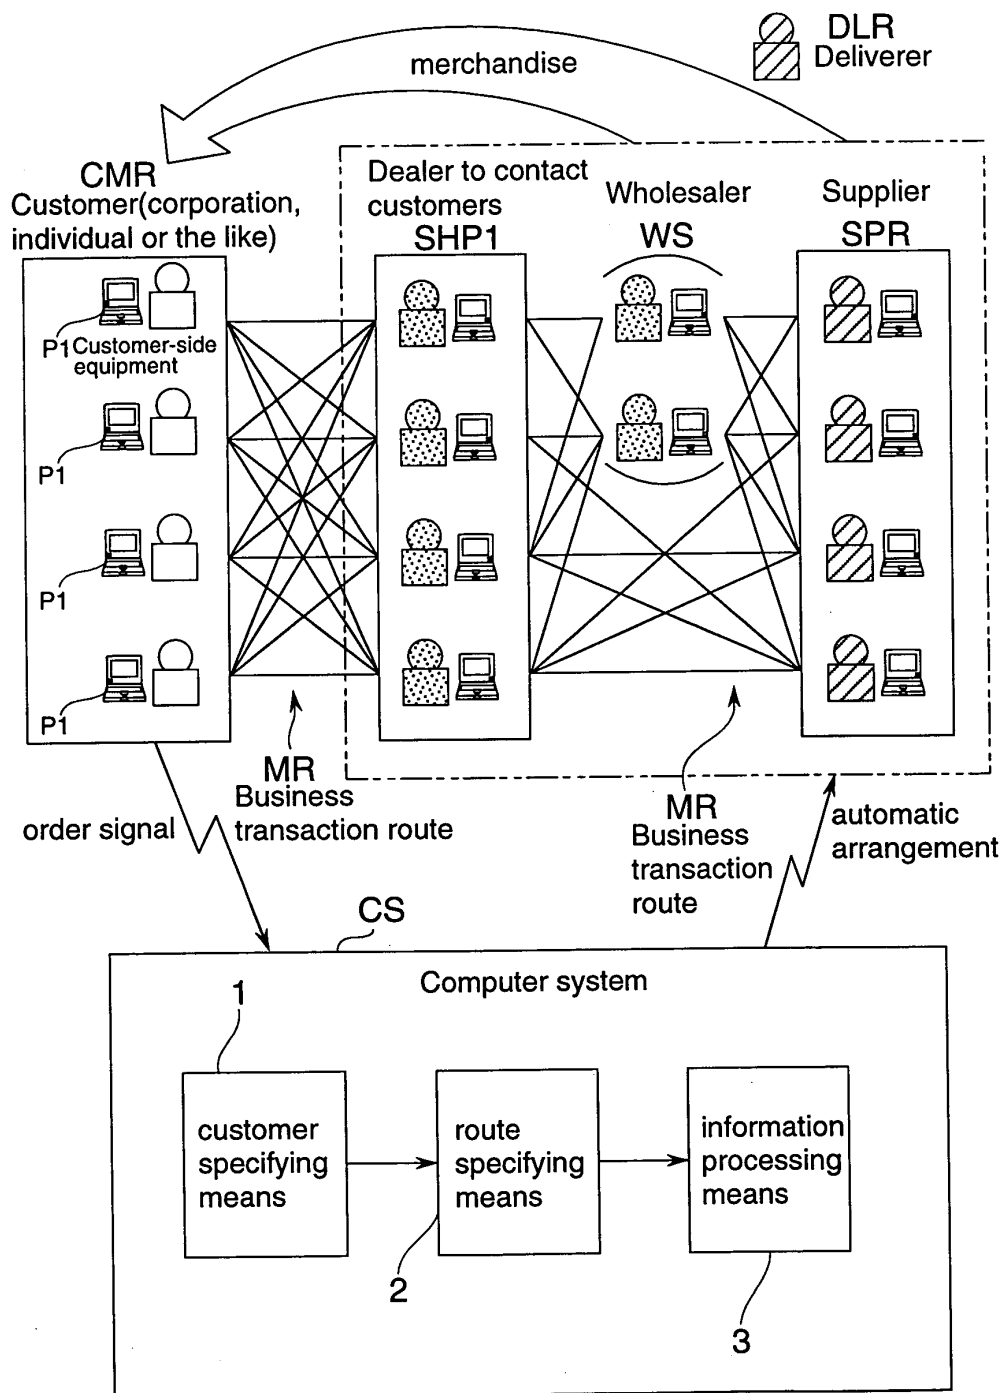 DLR
Deliverer
merchandise
CMR
Customer(corporation,
individual or the like)
Dealer to contact
customers
SHP1
Wholesaler
WS
Supplier
SPR
P1 Customer-side
equipment
P1
P1
P1
MR
Business
transaction route
MR
Business
transaction
route
order signal
automatic
arrangement
CS
Computer system
1
customer
specifying
means
route
specifying
means
information
processing
means
2
3